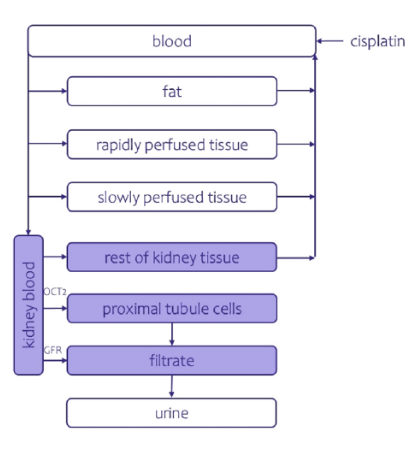 blood
cisplatin
fat
rapidly perfused tissue
slowly perfused tissue
kidney blood
rest of kidney tissue
OCT2
proximal tubule cells
GFR
filtrate
urine